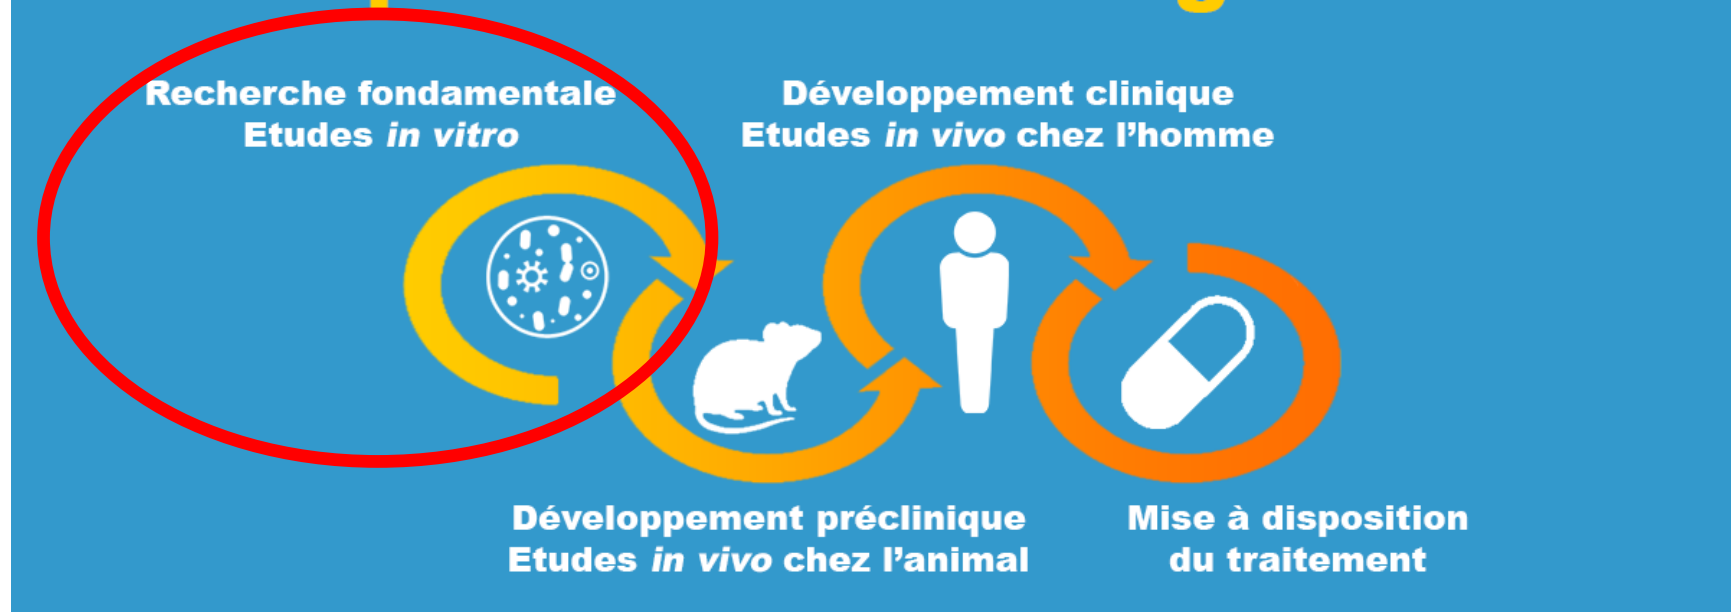 Recherche fondamentale
Etudes in vitro
Développement clinique
Etudes in vivo chez l’homme
Développement préclinique
Etudes in vivo chez l’animal
Mise à disposition
du traitement